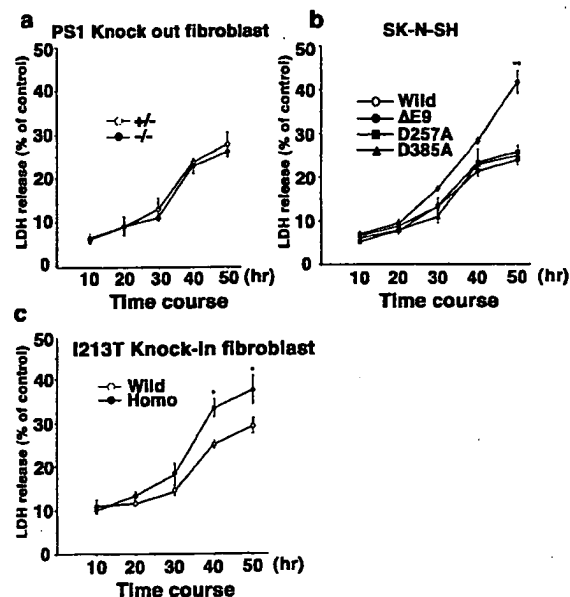 a
PS1 Knock out fibroblast
LDH release (% of control)
50
40
30
20
10
0
+/-
-/-
10 20 30 40 50 (hr)
Time course
b
SK-N-SH
LDH release (% of control)
50
40
30
20
10
0
Wild
ΔE9
D257A
D385A
10 20 30 40 50 (hr)
Time course
c
I213T Knock-in fibroblast
LDH release (% of control)
50
40
30
20
10
0
Wild
Homo
* *
10 20 30 40 50 (hr)
Time course